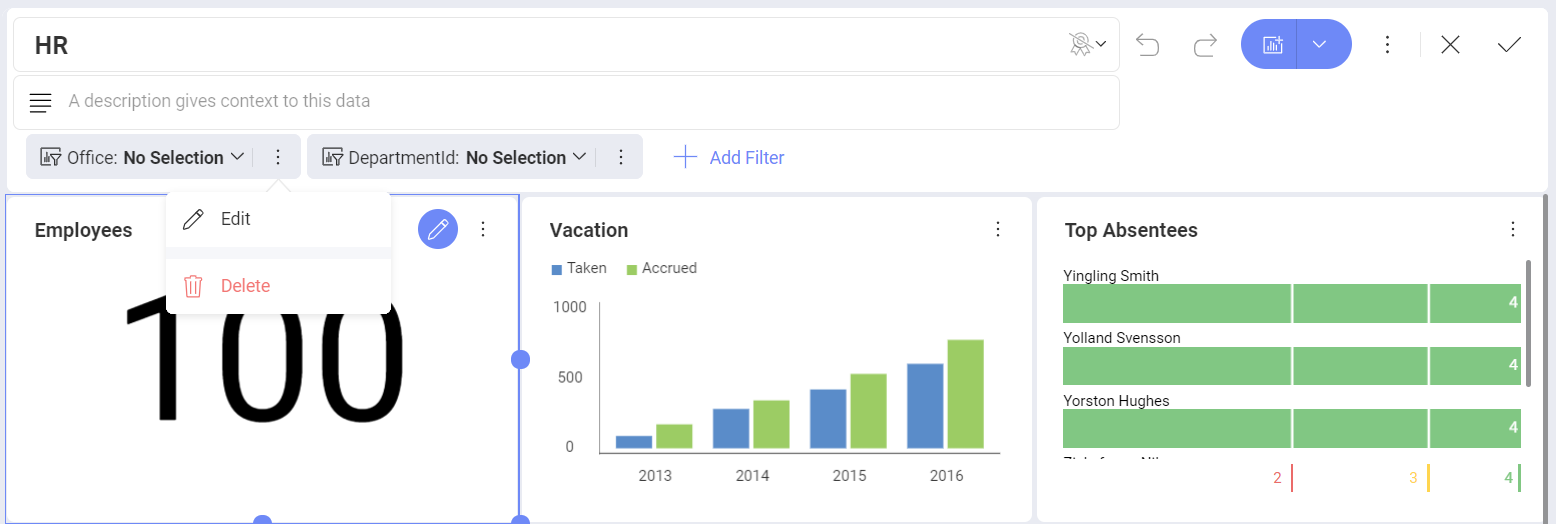 HR
A description gives context to this data
Office: No Selection
DepartmentId: No Selection
Add Filter
Edit
Delete
Employees
100
Vacation
Taken
Accrued
1000
500
0
2013 2014 2015 2016
Top Absentees
Yingling Smith
4
Yolland Svensson
4
Yorston Hughes
4
2 3 4